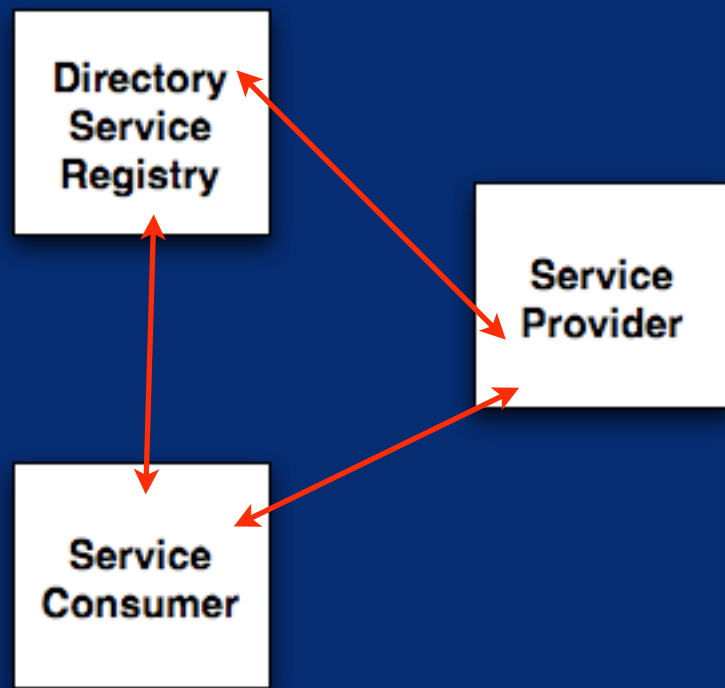 Directory
Service
Registry
Service
Provider
Service
Consumer